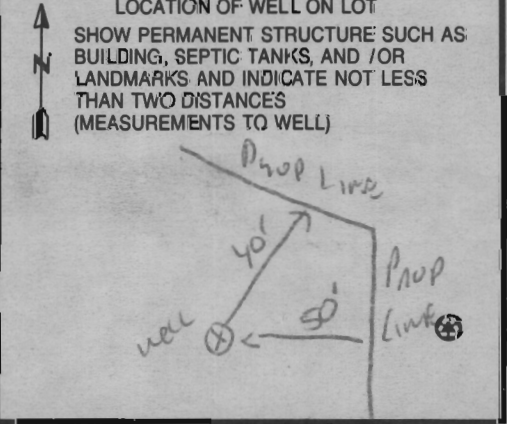 LOCATION OF WELL ON LOT
SHOW PERMANENT STRUCTURE SUCH AS
BUILDING, SEPTIC TANKS, AND /OR
N
LANDMARKS AND INDICATE NOT LESS
THAN TWO DISTANCES
(MEASUREMENTS TO WELL)
Prop Line
40'
Prop
50'
Line
well
X